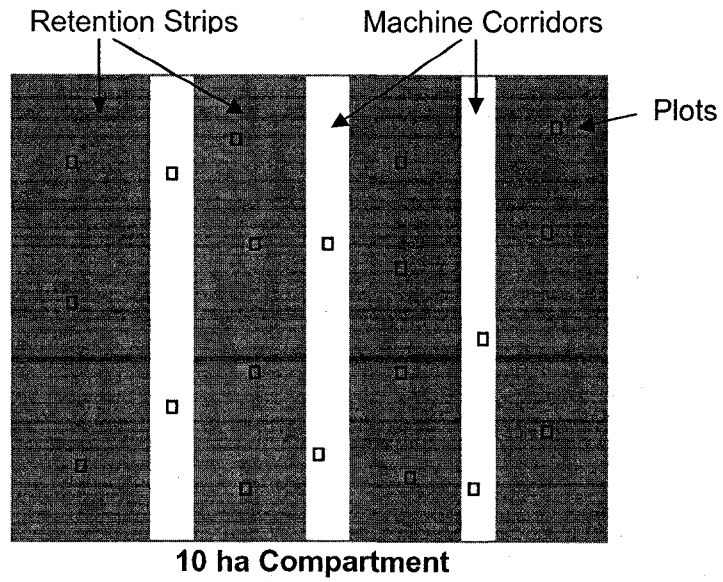 Retention Strips
Machine Corridors
Plots
10 ha Compartment